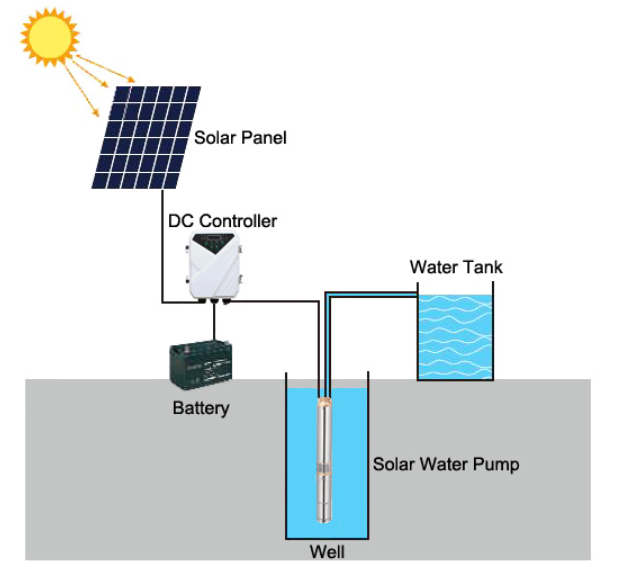 Solar Panel
DC Controller
Water Tank
Battery
Solar Water Pump
Well